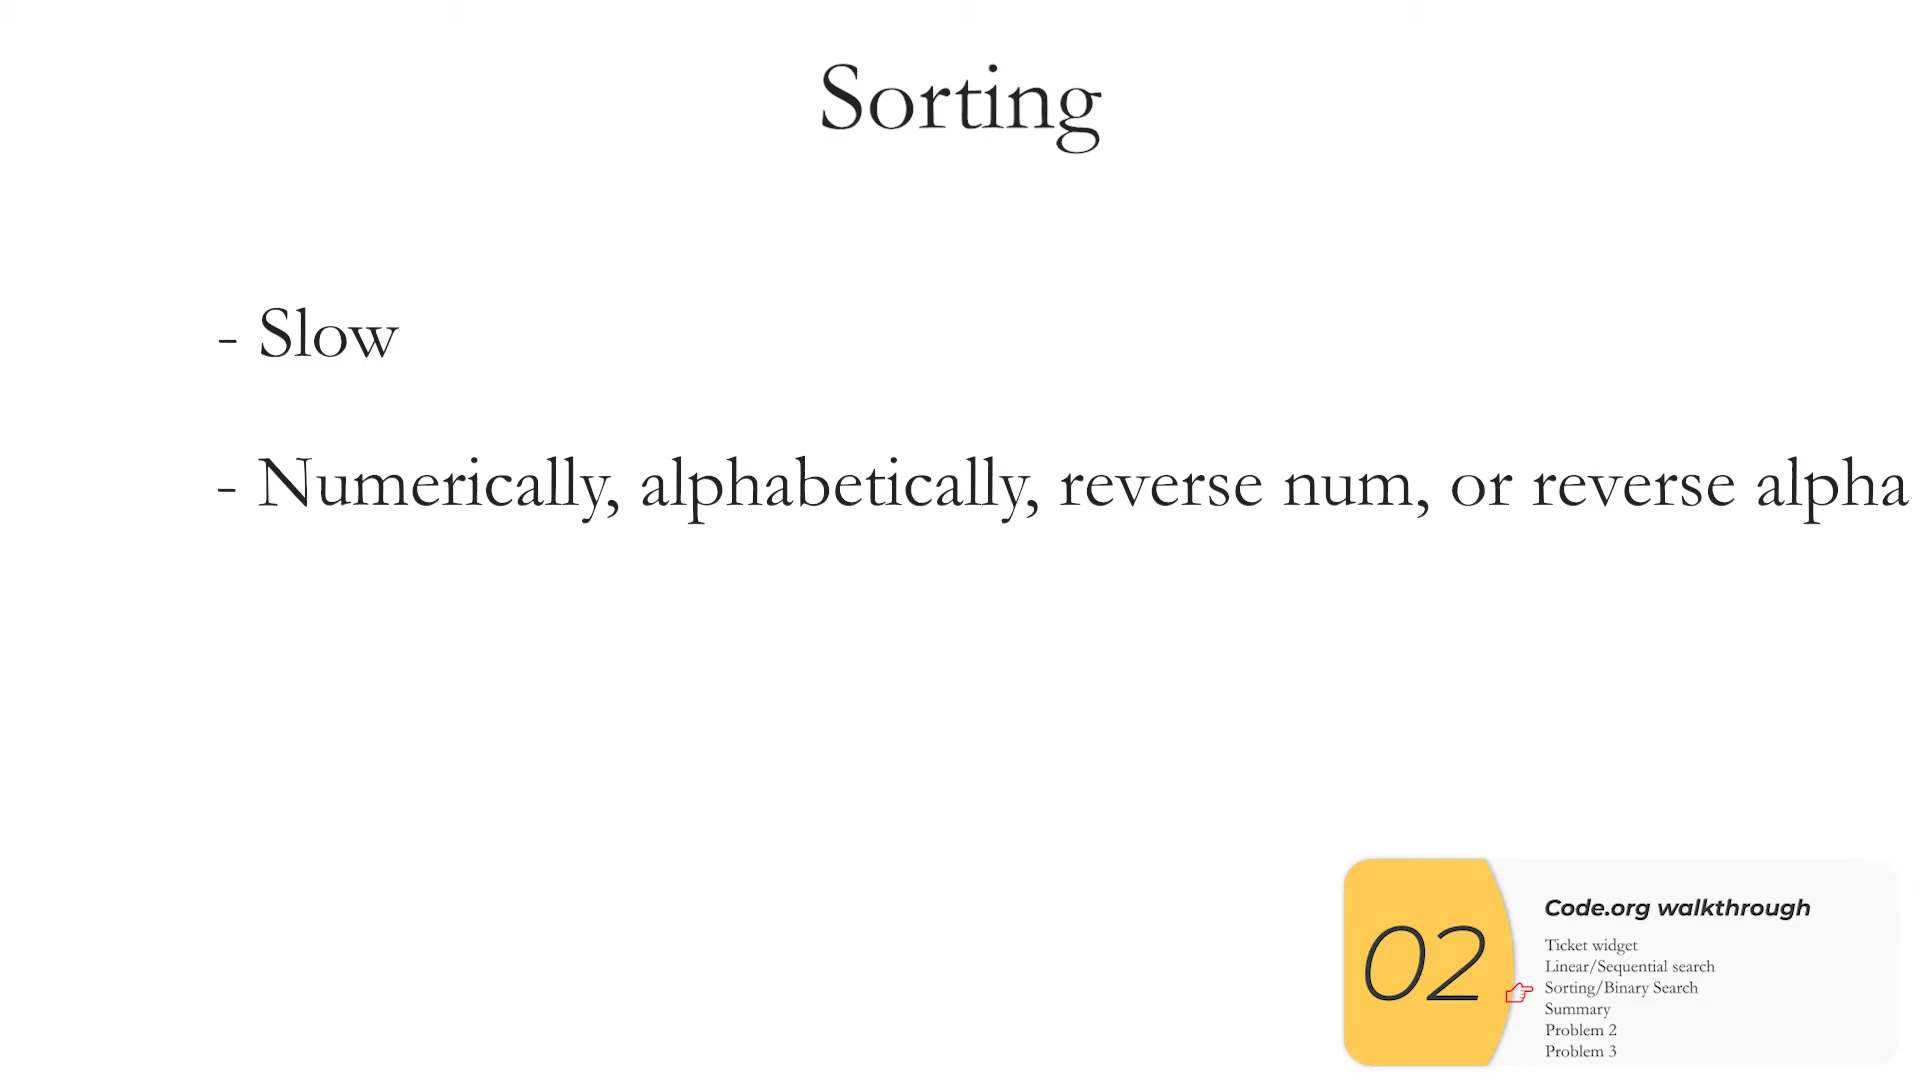 Sorting
- Slow
- Numerically, alphabetically, reverse num, or reverse alpha
02
Code.org walkthrough
Ticket widget
Linear/Sequential search
Sorting/Binary Search
Summary
Problem 2
Problem 3